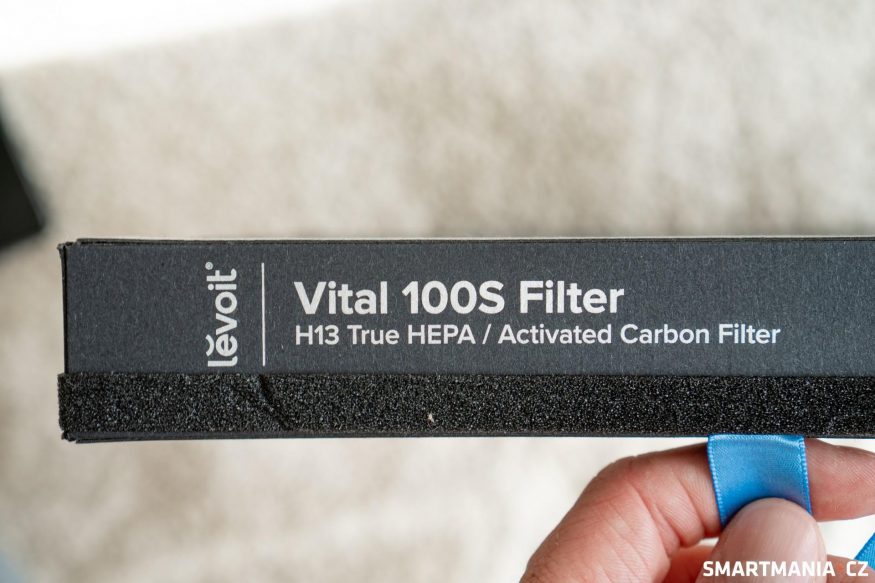 levoit®
Vital 100S Filter
H13 True HEPA / Activated Carbon Filter
SMARTMANIA CZ